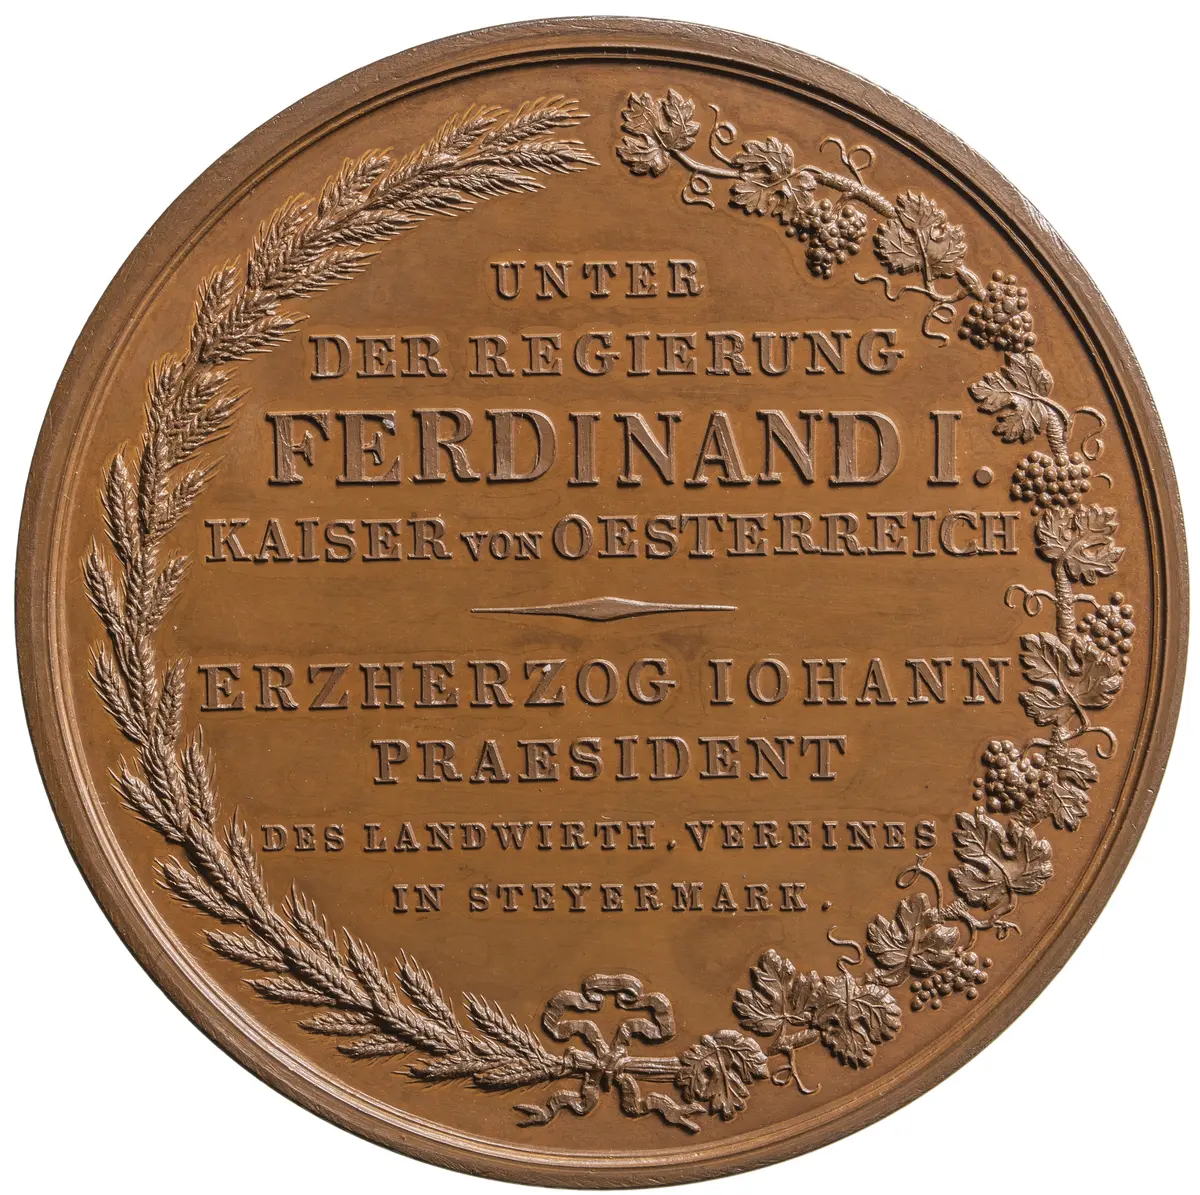 UNTER
DER REGIERUNG
FERDINAND I.
KAISER VON OESTERREICH
ERZHERZOG IOHANN
PRAESIDENT
DES LANDWIRTH. VEREINES
IN STEYERMARK.